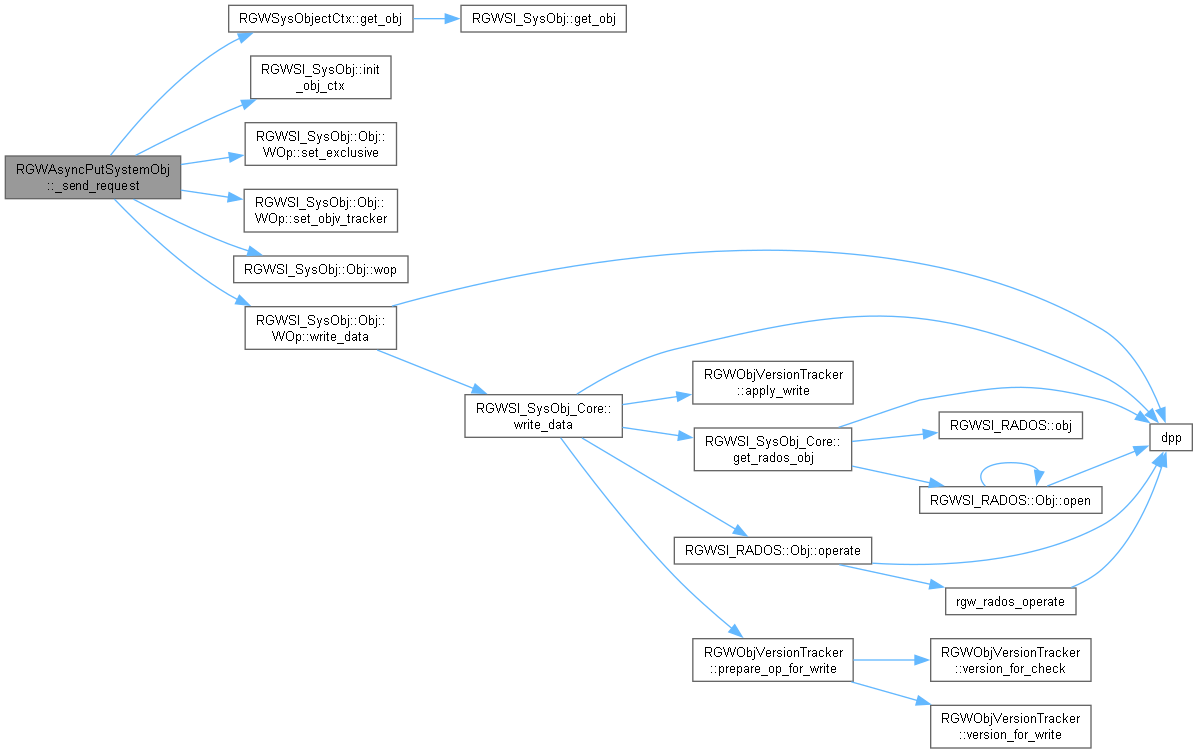 RGWSysObjectCtx::get_obj
RGWSI_SysObj::get_obj
RGWSI_SysObj::init
_obj_ctx
RGWSI_SysObj::Obj::
WOp::set_exclusive
RGWAsyncPutSystemObj
::_send_request
RGWSI_SysObj::Obj::
WOp::set_objv_tracker
RGWSI_SysObj::Obj::wop
RGWSI_SysObj::Obj::
WOp::write_data
RGWSI_SysObj_Core::
write_data
RGWObjVersionTracker
::apply_write
RGWSI_SysObj_Core::
get_rados_obj
RGWSI_RADOS::obj
dpp
RGWSI_RADOS::Obj::open
RGWSI_RADOS::Obj::operate
rgw_rados_operate
RGWObjVersionTracker
::prepare_op_for_write
RGWObjVersionTracker
::version_for_check
RGWObjVersionTracker
::version_for_write